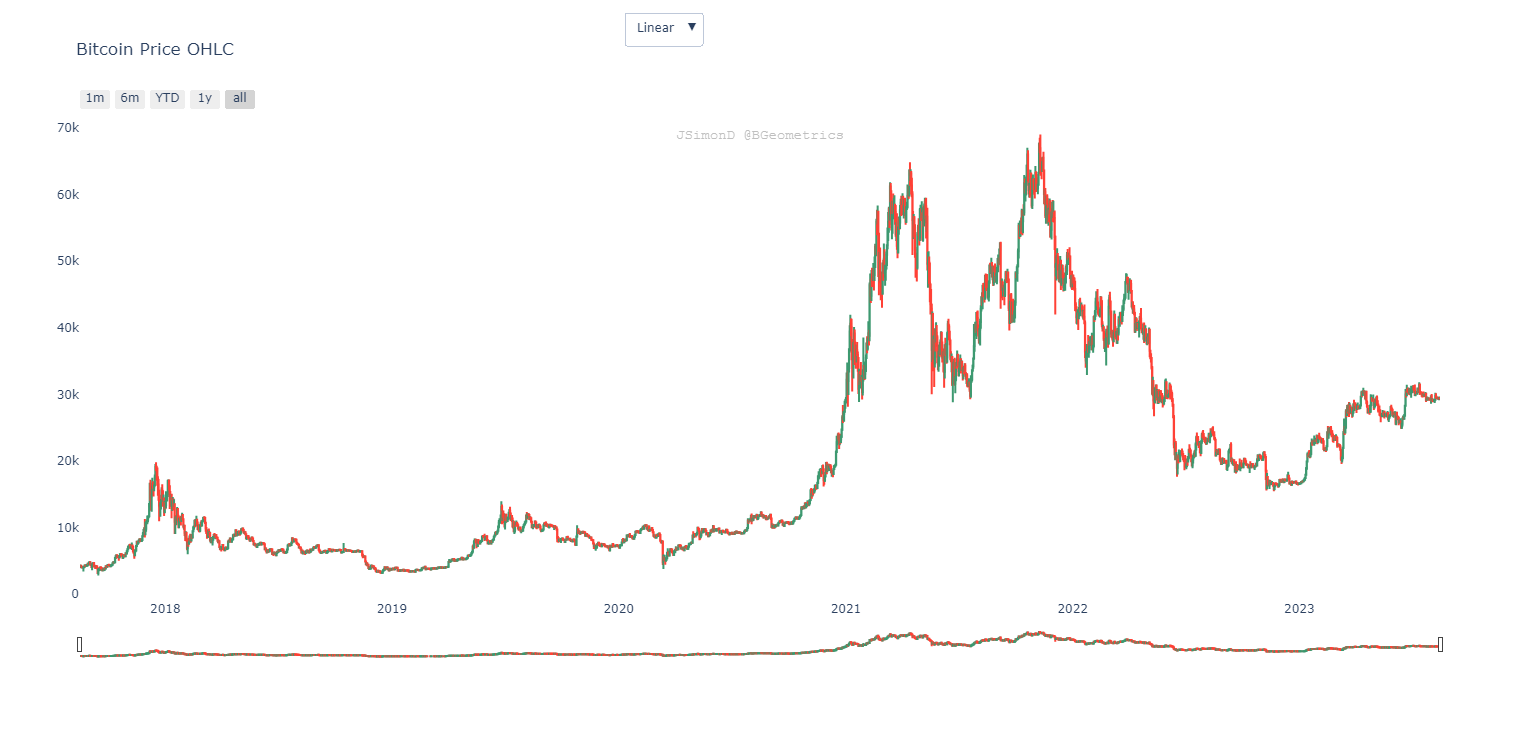 Linear ▼
Bitcoin Price OHLC
1m 6m YTD 1y all
JSimonD @BGeometrics
70k
60k
50k
40k
30k
20k
10k
0
2018 2019 2020 2021 2022 2023